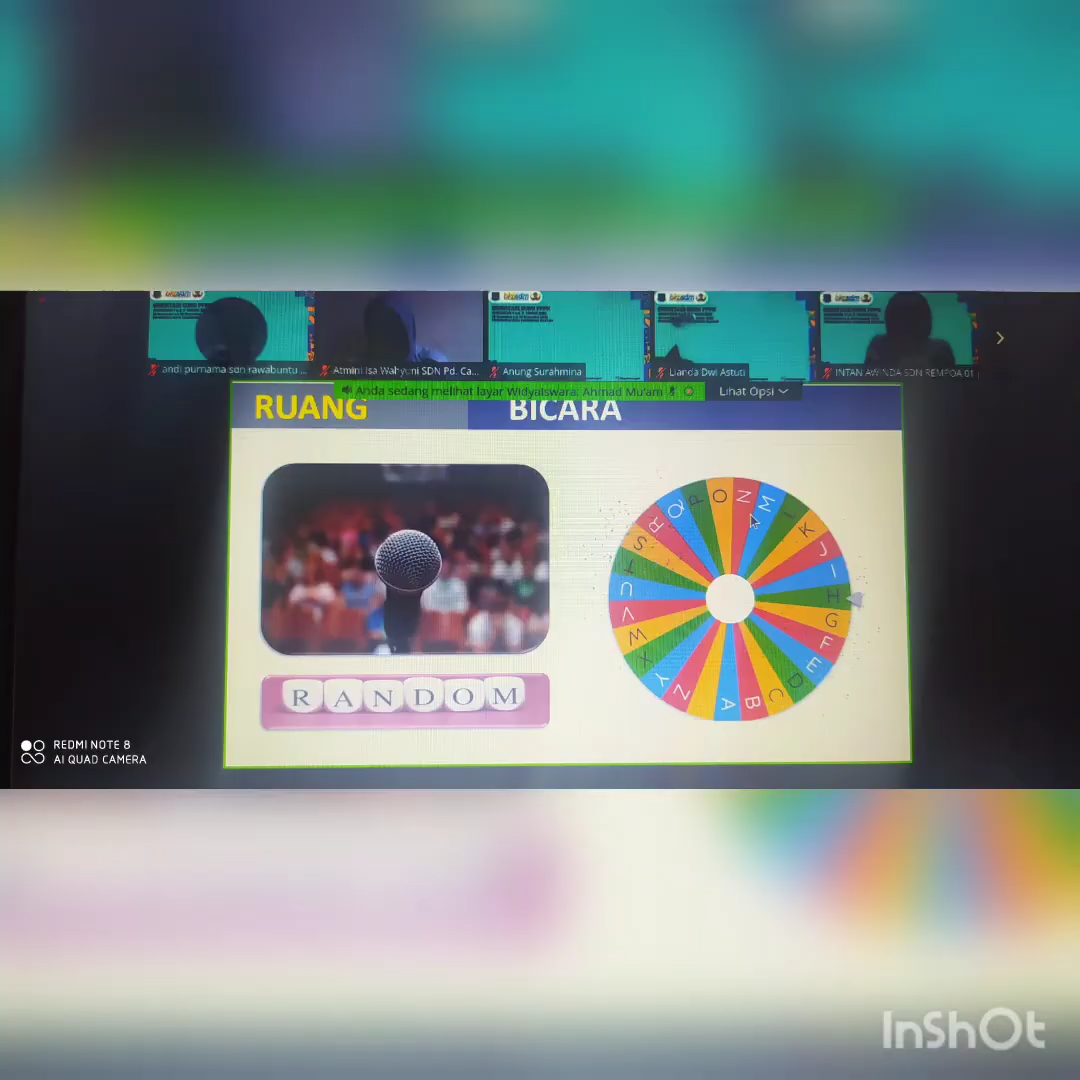 andi purnama sdn rawabuntu ...
Atmini Isa Wahyuni SDN Pd. Ca...
Anung Surahmina
Lianda Dwi Astuti
INTAN AWINDA SDN REMPOA 01
Anda sedang melihat layar Widyaiswara: Ahmad Mu'am
Lihat Opsi
RUANG BICARA
RANDOM
A
B
C
D
E
F
G
H
I
J
K
L
M
N
O
P
Q
R
S
T
U
V
W
X
Y
Z
REDMI NOTE 8
AI QUAD CAMERA
InShOt